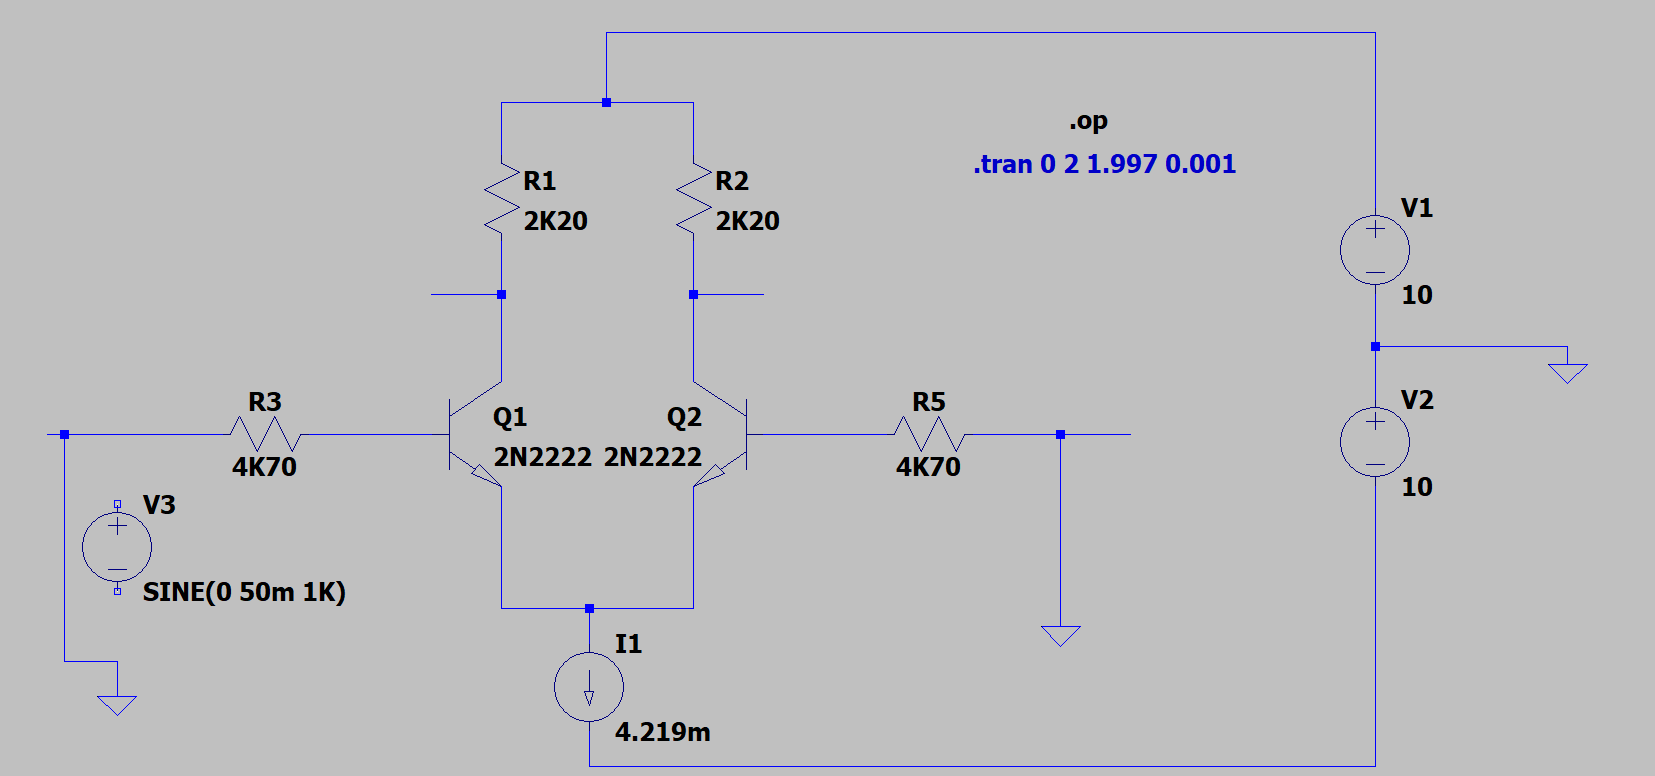 .op
.tran 0 2 1.997 0.001
R1
2K20
R2
2K20
V1
10
R3
4K70
Q1
2N2222
Q2
2N2222
R5
4K70
V2
10
V3
SINE(0 50m 1K)
I1
4.219m